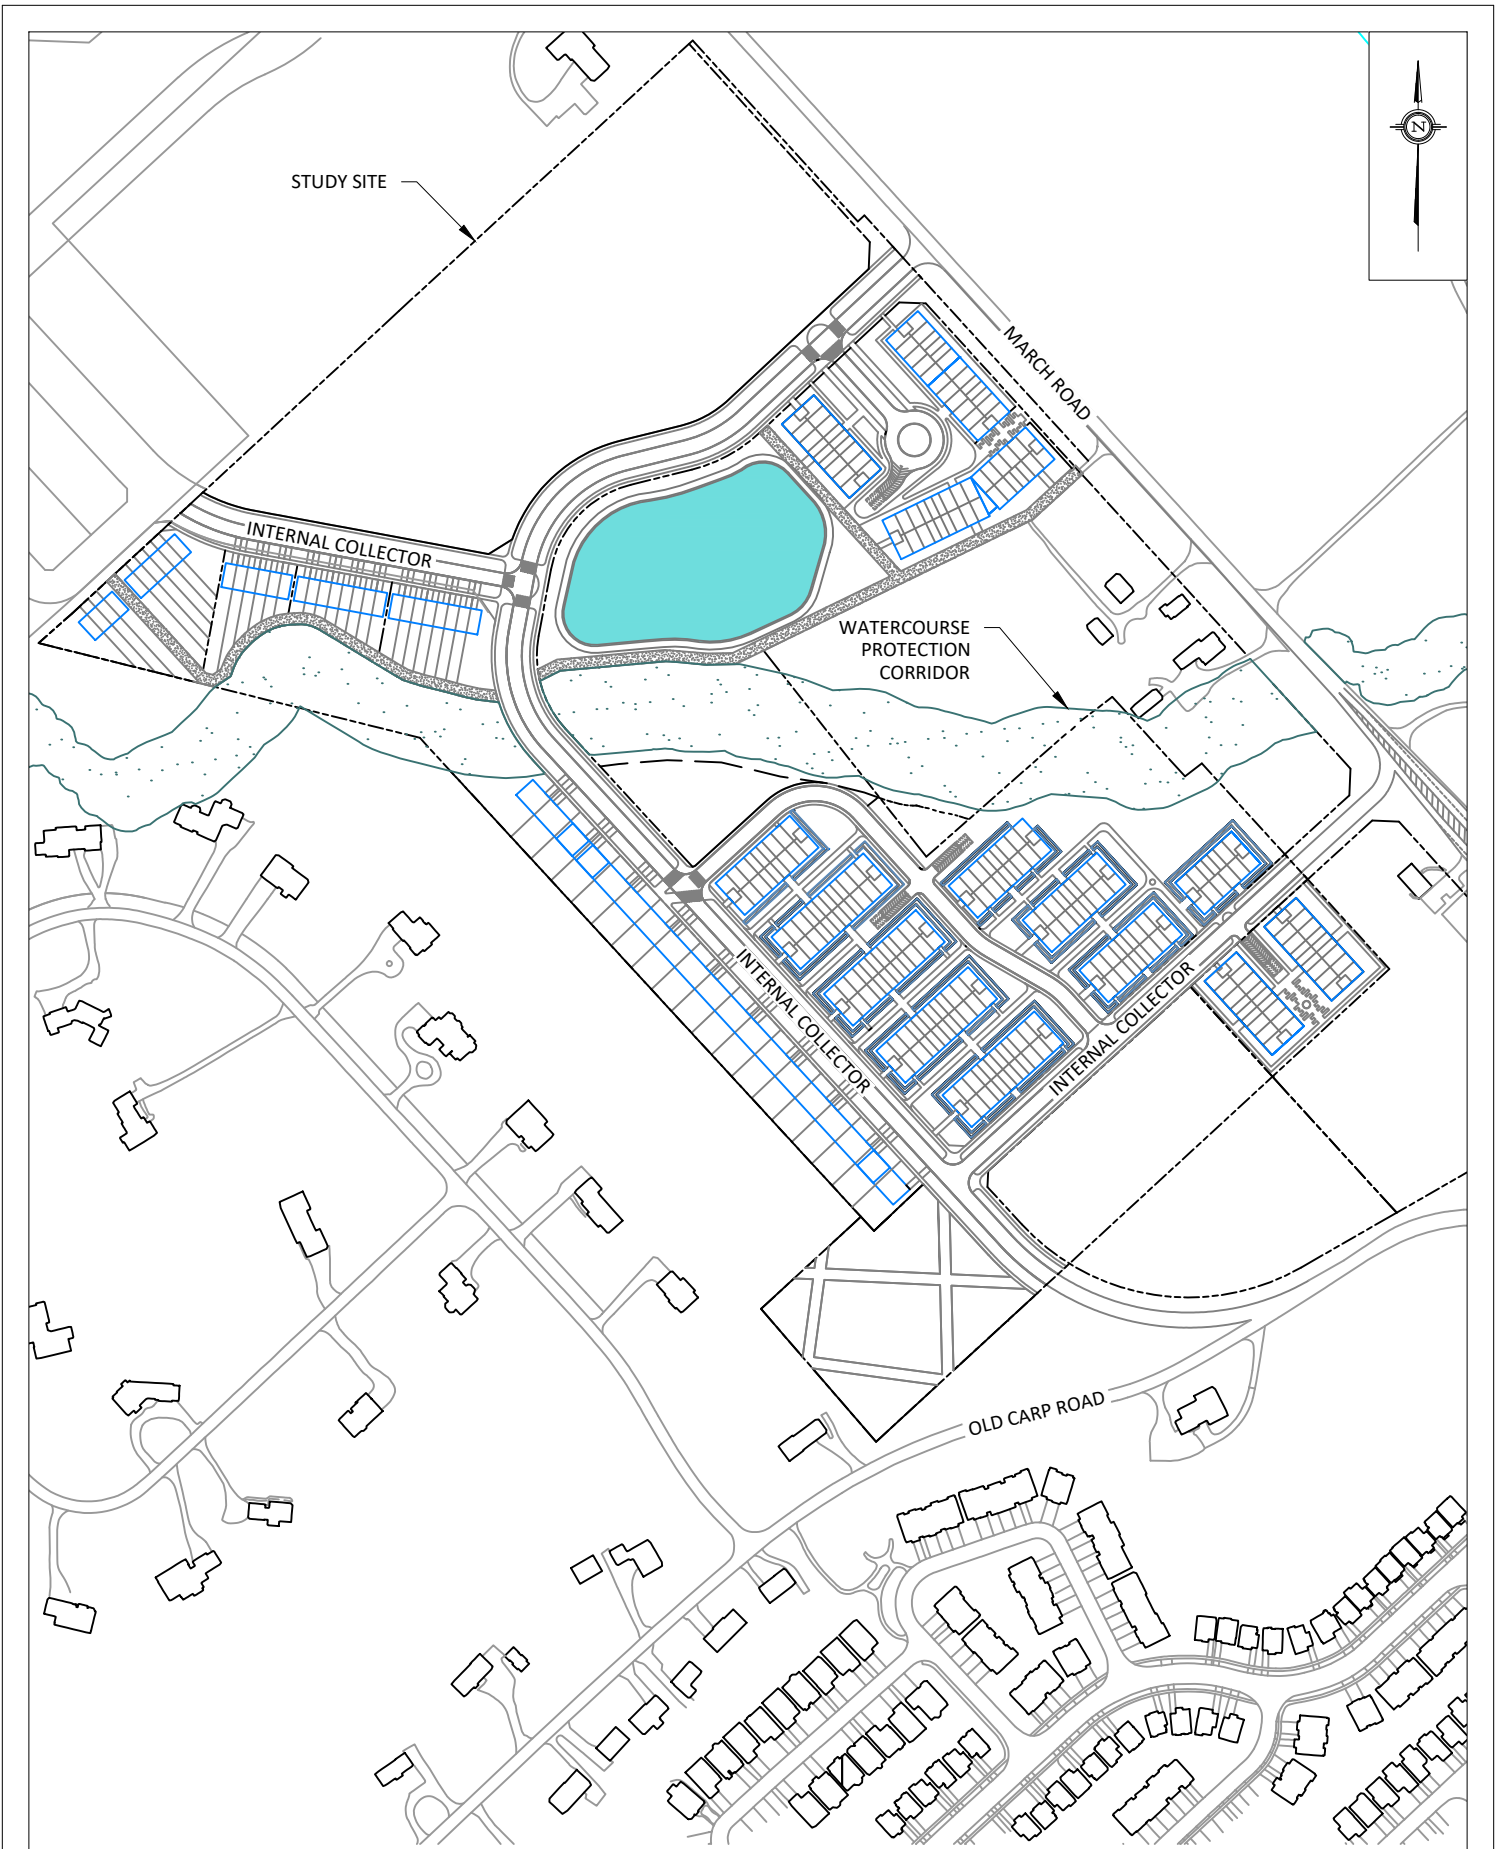 N
STUDY SITE
MARCH ROAD
INTERNAL COLLECTOR
WATERCOURSE
PROTECTION
CORRIDOR
INTERNAL COLLECTOR
INTERNAL COLLECTOR
OLD CARP ROAD